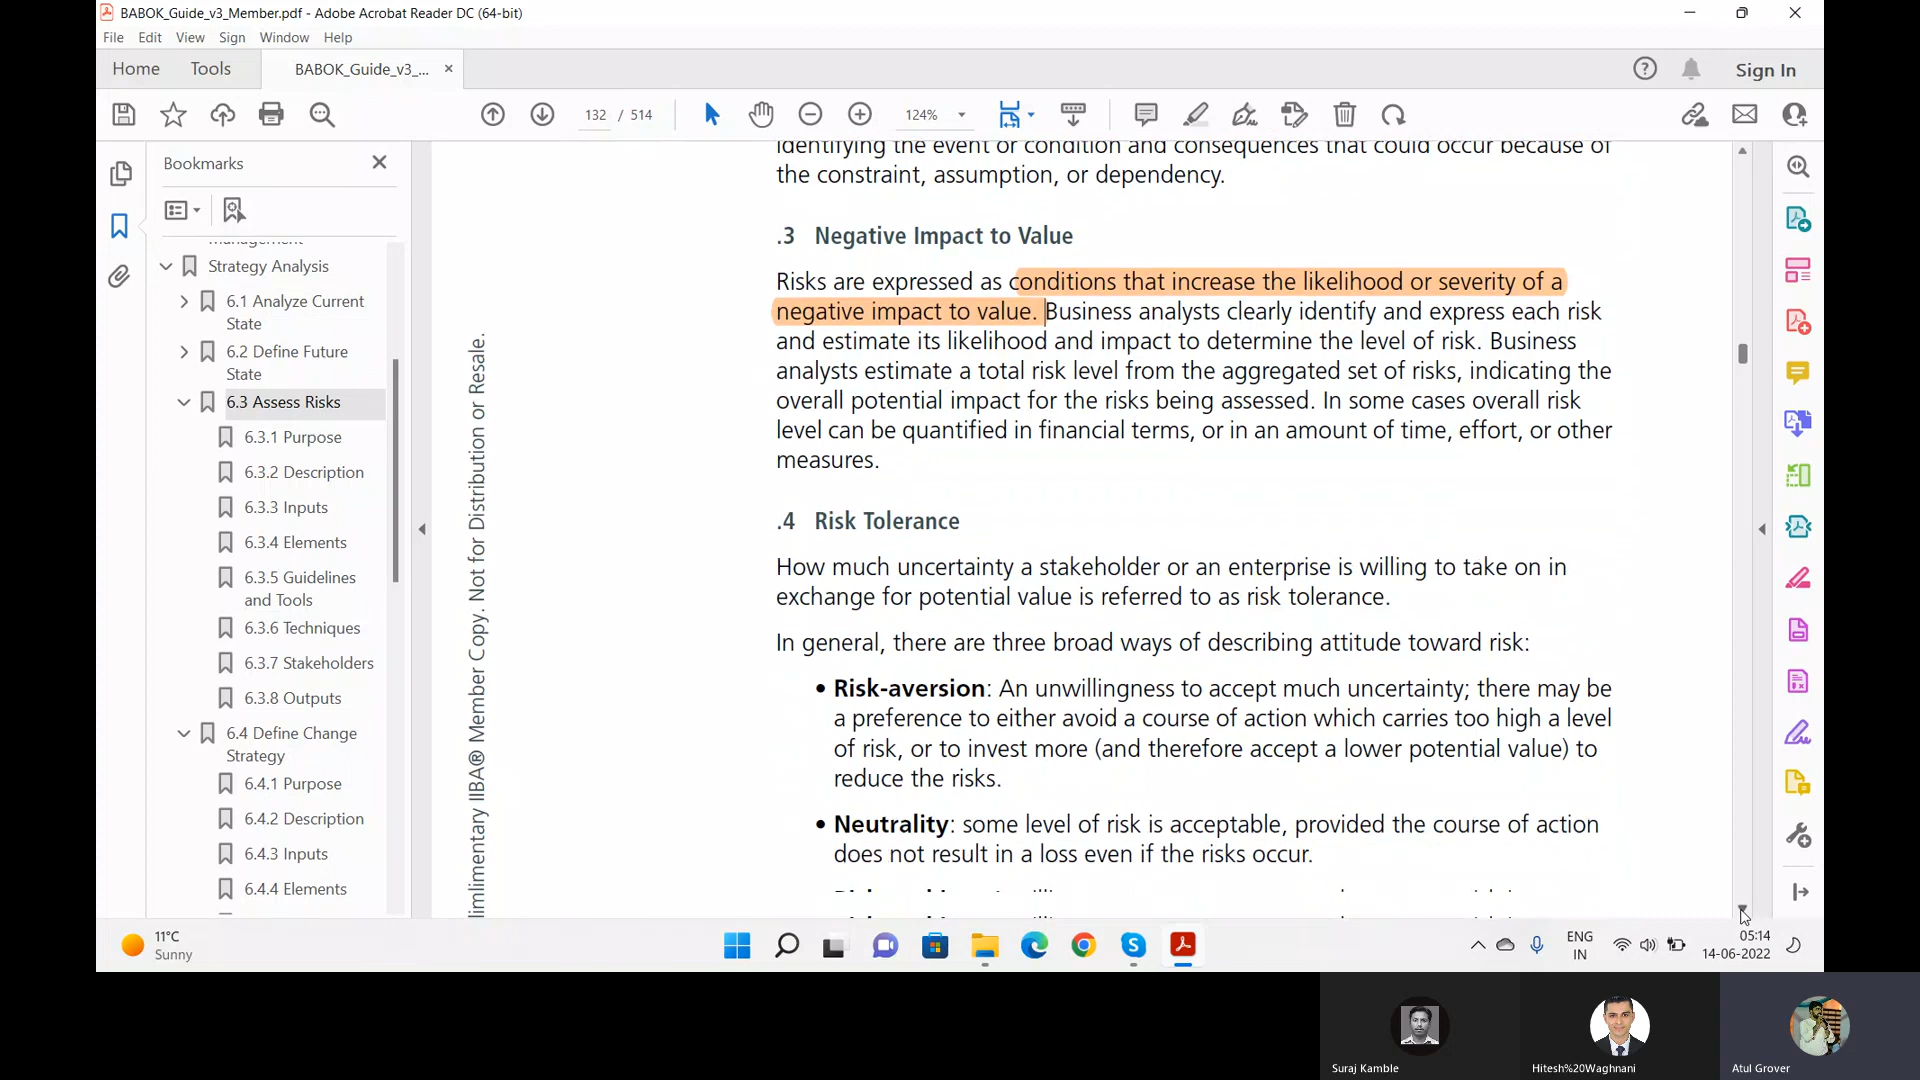 BABOK_Guide_v3_Member.pdf - Adobe Acrobat Reader DC (64-bit)
File Edit View Sign Window Help
Home Tools BABOK_Guide_v3_... ×
Sign In
132 / 514
124%
Bookmarks
Management
Strategy Analysis
6.1 Analyze Current
State
6.2 Define Future
State
6.3 Assess Risks
6.3.1 Purpose
6.3.2 Description
6.3.3 Inputs
6.3.4 Elements
6.3.5 Guidelines
and Tools
6.3.6 Techniques
6.3.7 Stakeholders
6.3.8 Outputs
6.4 Define Change
Strategy
6.4.1 Purpose
6.4.2 Description
6.4.3 Inputs
6.4.4 Elements
IIBA® Member Copy. Not for Distribution or Resale.
identifying the event or condition and consequences that could occur because of
the constraint, assumption, or dependency.
.3 Negative Impact to Value
Risks are expressed as conditions that increase the likelihood or severity of a
negative impact to value. Business analysts clearly identify and express each risk
and estimate its likelihood and impact to determine the level of risk. Business
analysts estimate a total risk level from the aggregated set of risks, indicating the
overall potential impact for the risks being assessed. In some cases overall risk
level can be quantified in financial terms, or in an amount of time, effort, or other
measures.
.4 Risk Tolerance
How much uncertainty a stakeholder or an enterprise is willing to take on in
exchange for potential value is referred to as risk tolerance.
In general, there are three broad ways of describing attitude toward risk:
• Risk-aversion: An unwillingness to accept much uncertainty; there may be
a preference to either avoid a course of action which carries too high a level
of risk, or to invest more (and therefore accept a lower potential value) to
reduce the risks.
• Neutrality: some level of risk is acceptable, provided the course of action
does not result in a loss even if the risks occur.
11°C
Sunny
ENG
IN
05:14
14-06-2022
Suraj Kamble
Hitesh%20Waghnani
Atul Grover